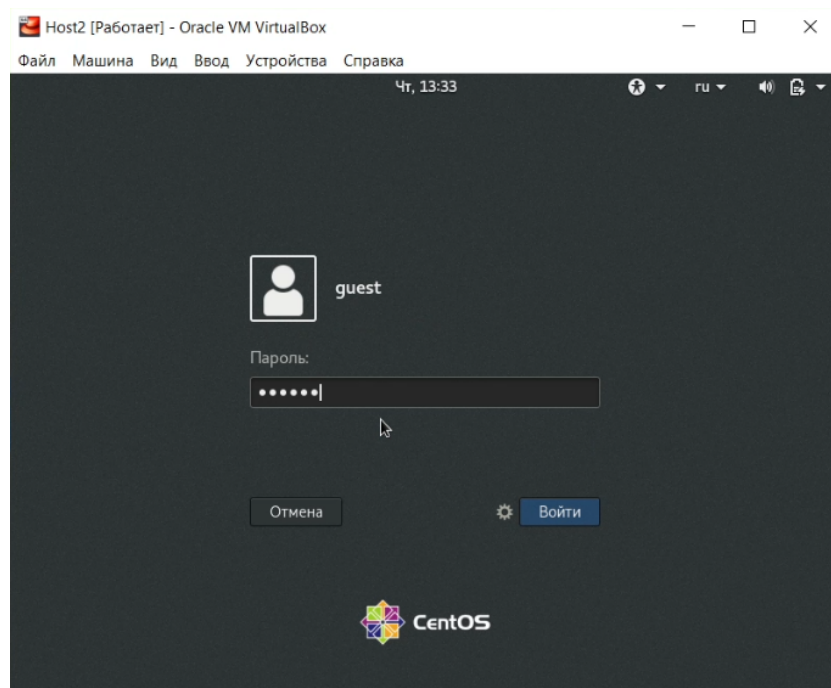 Host2 [Работает] - Oracle VM VirtualBox
Файл Машина Вид Ввод Устройства Справка
Чт, 13:33 ru
guest
Пароль:
••••••
Отмена Войти
CentOS